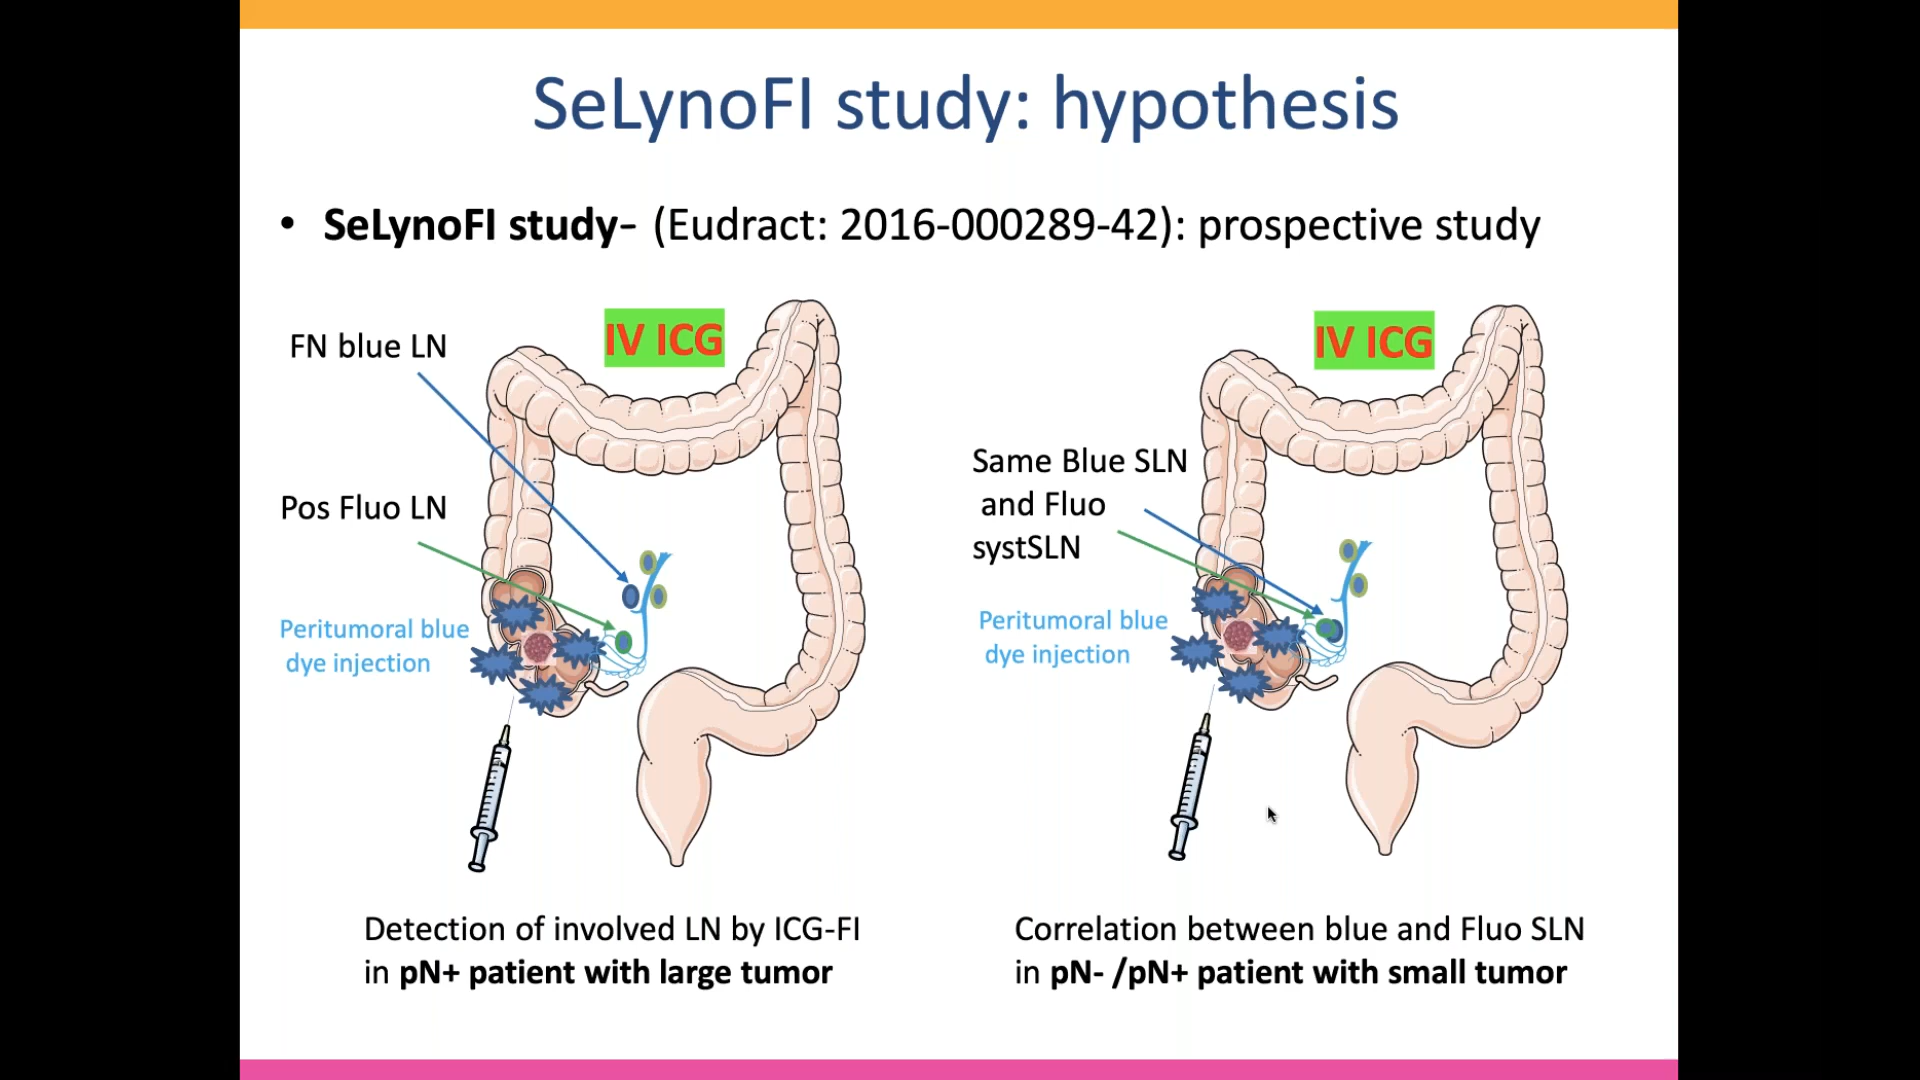 SeLynoFI study: hypothesis
• SeLynoFI study- (Eudract: 2016-000289-42): prospective study
IV ICG
FN blue LN
Pos Fluo LN
Peritumoral blue
dye injection
Detection of involved LN by ICG-FI
in pN+ patient with large tumor
IV ICG
Same Blue SLN
and Fluo
systSLN
Peritumoral blue
dye injection
Correlation between blue and Fluo SLN
in pN- /pN+ patient with small tumor